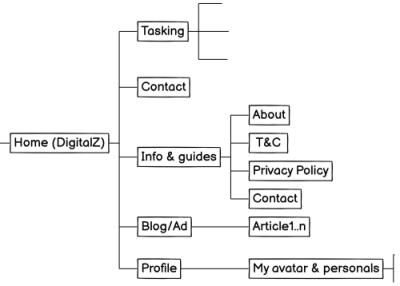 Tasking
Contact
Home (DigitalZ)
Info & guides
About
T&C
Privacy Policy
Contact
Blog/Ad
Article1..n
Profile
My avatar & personals